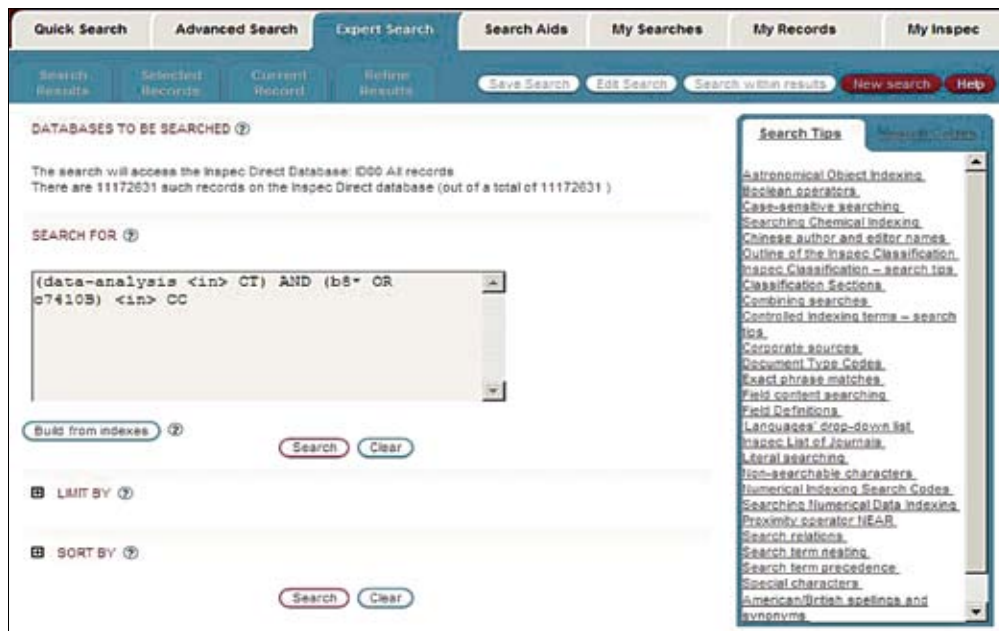 Quick Search Advanced Search Expert Search Search Aids My Searches My Records My Inspec
Search Results Selected Records Current Record Refine Results Save Search Edit Search Search within results New search Help
DATABASES TO BE SEARCHED ?
The search will access the Inspec Direct Database: ID00 All records
There are 11172631 such records on the Inspec Direct database (out of a total of 11172631 )
SEARCH FOR ?
(data-analysis <in> CT) AND (b8* OR
c7410B) <in> CC
Build from indexes ?
Search Clear
LIMIT BY ?
SORT BY ?
Search Clear
Search Tips
Astronomical Object Indexing
Boolean operators
Case-sensitive searching
Searching Chemical Indexing
Chinese author and editor names
Outline of the Inspec Classification
Inspec Classification – search tips
Classification Sections
Combining searches
Controlled Indexing terms – search
tips
Corporate sources
Document Type Codes
Exact phrase matches
Field content searching
Field Definitions
'Languages' drop-down list
Inspec List of Journals
Literal searching
Non-searchable characters
Numerical Indexing Search Codes
Searching Numerical Data Indexing
Proximity operator NEAR
Search relations
Search term nesting
Search term precedence
Special characters
American/British spellings and
synonyms